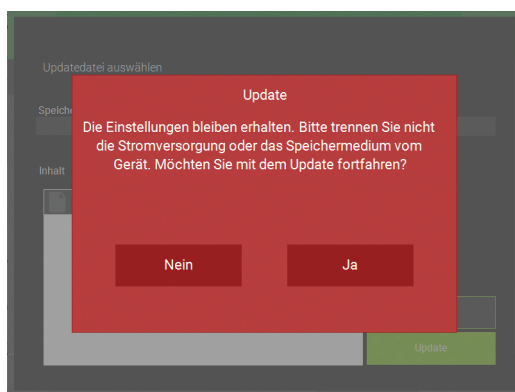 Updatedatei auswählen
Update
Speiche
Die Einstellungen bleiben erhalten. Bitte trennen Sie nicht
die Stromversorgung oder das Speichermedium vom
Gerät. Möchten Sie mit dem Update fortfahren?
Inhalt
Nein
Ja
Update